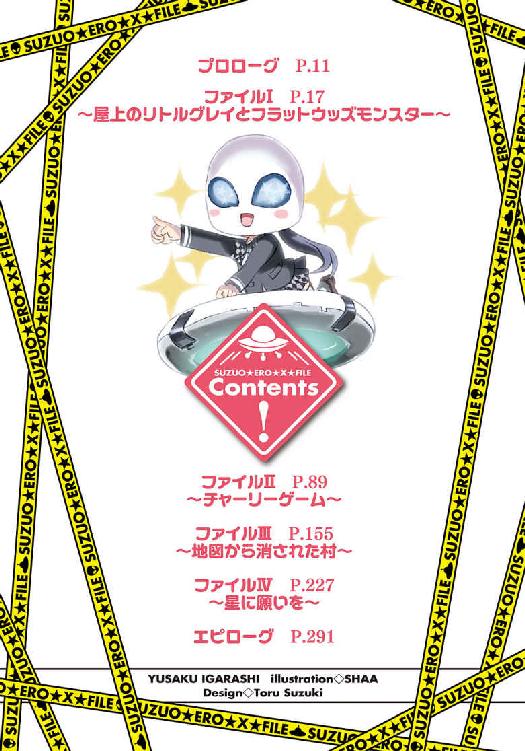 プロローグ P.11
ファイルⅠ P.17
～屋上のリトルグレイとフラットウッズモンスター～
SUZUO★ERO★X★FILE
Contents
!
ファイルⅡ P.89
～チャーリーゲーム～
ファイルⅢ P.155
～地図から消された村～
ファイルⅣ P.227
～星に願いを～
エピローグ P.291
YUSAKU IGARASHI illustration◇SHAA
Design◇Toru Suzuki
SUZUO★ERO★X★FILE